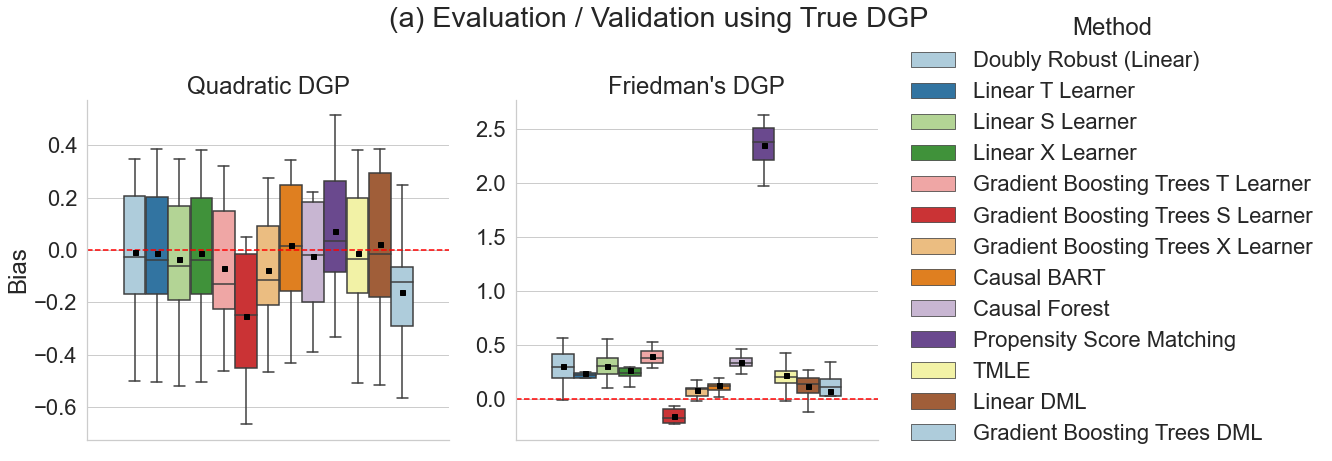 (a) Evaluation / Validation using True DGP
Quadratic DGP
Bias
0.4
0.2
0.0
−0.2
−0.4
−0.6
Friedman's DGP
2.5
2.0
1.5
1.0
0.5
0.0
Method
Doubly Robust (Linear)
Linear T Learner
Linear S Learner
Linear X Learner
Gradient Boosting Trees T Learner
Gradient Boosting Trees S Learner
Gradient Boosting Trees X Learner
Causal BART
Causal Forest
Propensity Score Matching
TMLE
Linear DML
Gradient Boosting Trees DML